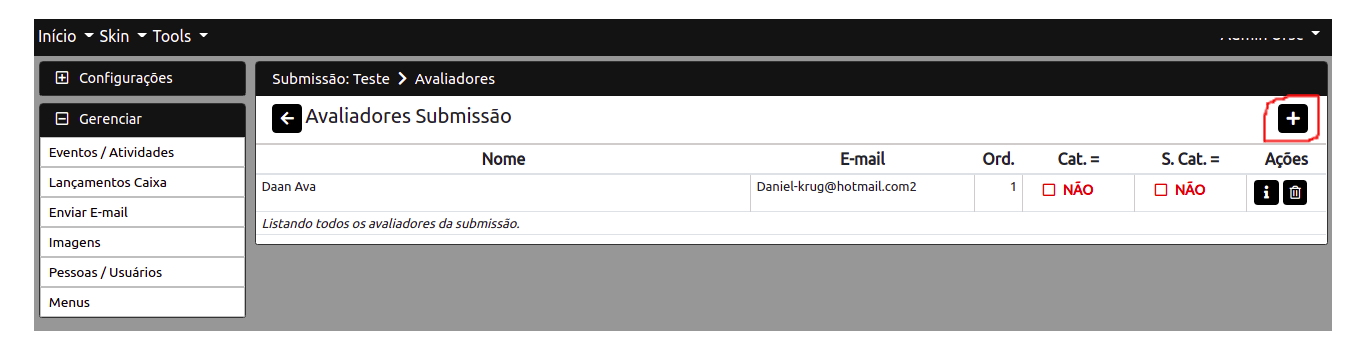 Início Skin Tools
Configurações
Gerenciar
Eventos / Atividades
Lançamentos Caixa
Enviar E-mail
Imagens
Pessoas / Usuários
Menus
Submissão: Teste > Avaliadores
Avaliadores Submissão
Nome E-mail Ord. Cat. = S. Cat. = Ações
Daan Ava Daniel-krug@hotmail.com2 1 NÃO NÃO
Listando todos os avaliadores da submissão.